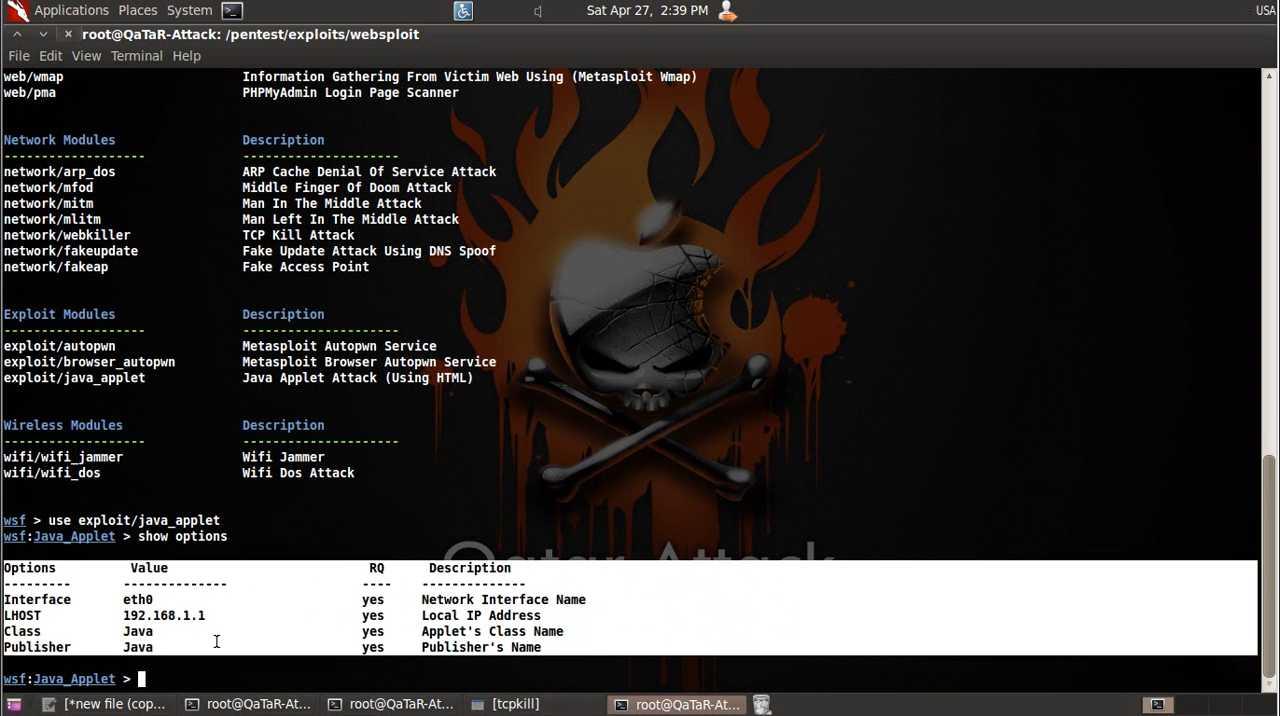 Applications Places System Sat Apr 27, 2:39 PM USA
root@QaTaR-Attack: /pentest/exploits/websploit
File Edit View Terminal Help
web/wmap Information Gathering From Victim Web Using (Metasploit Wmap)
web/pma PHPMyAdmin Login Page Scanner
Network Modules Description
------------------- --------------------
network/arp_dos ARP Cache Denial Of Service Attack
network/mfod Middle Finger Of Doom Attack
network/mitm Man In The Middle Attack
network/mlitm Man Left In The Middle Attack
network/webkiller TCP Kill Attack
network/fakeupdate Fake Update Attack Using DNS Spoof
network/fakeap Fake Access Point
Exploit Modules Description
------------------- --------------------
exploit/autopwn Metasploit Autopwn Service
exploit/browser_autopwn Metasploit Browser Autopwn Service
exploit/java_applet Java Applet Attack (Using HTML)
Wireless Modules Description
------------------- --------------------
wifi/wifi_jammer Wifi Jammer
wifi/wifi_dos Wifi Dos Attack
wsf > use exploit/java_applet
wsf:Java_Applet > show options
Qatar Attack
Options Value RQ Description
--------- -------------- ---- --------------
Interface eth0 yes Network Interface Name
LHOST 192.168.1.1 yes Local IP Address
Class Java yes Applet's Class Name
Publisher Java yes Publisher's Name
wsf:Java_Applet >
[*new file (cop... root@QaTaR-At... root@QaTaR-At... [tcpkill] root@QaTaR-At...